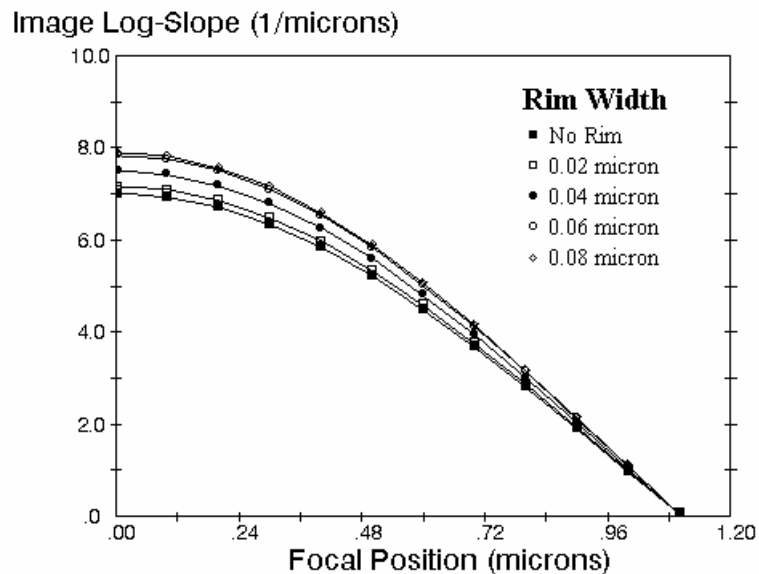 Image Log-Slope (1/microns)
10.0
8.0
6.0
4.0
2.0
.0
Rim Width
No Rim
0.02 micron
0.04 micron
0.06 micron
0.08 micron
.00 .24 .48 .72 .96 1.20
Focal Position (microns)